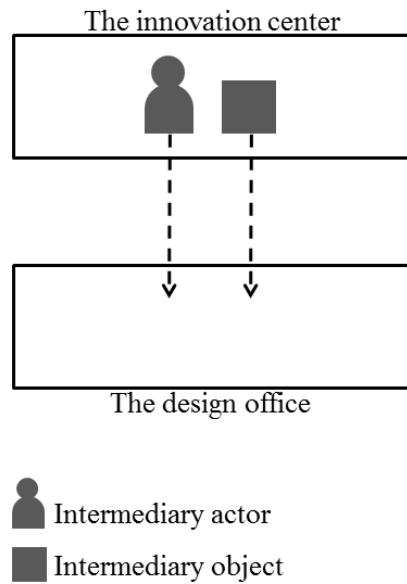 The innovation center
The design office
Intermediary actor
Intermediary object